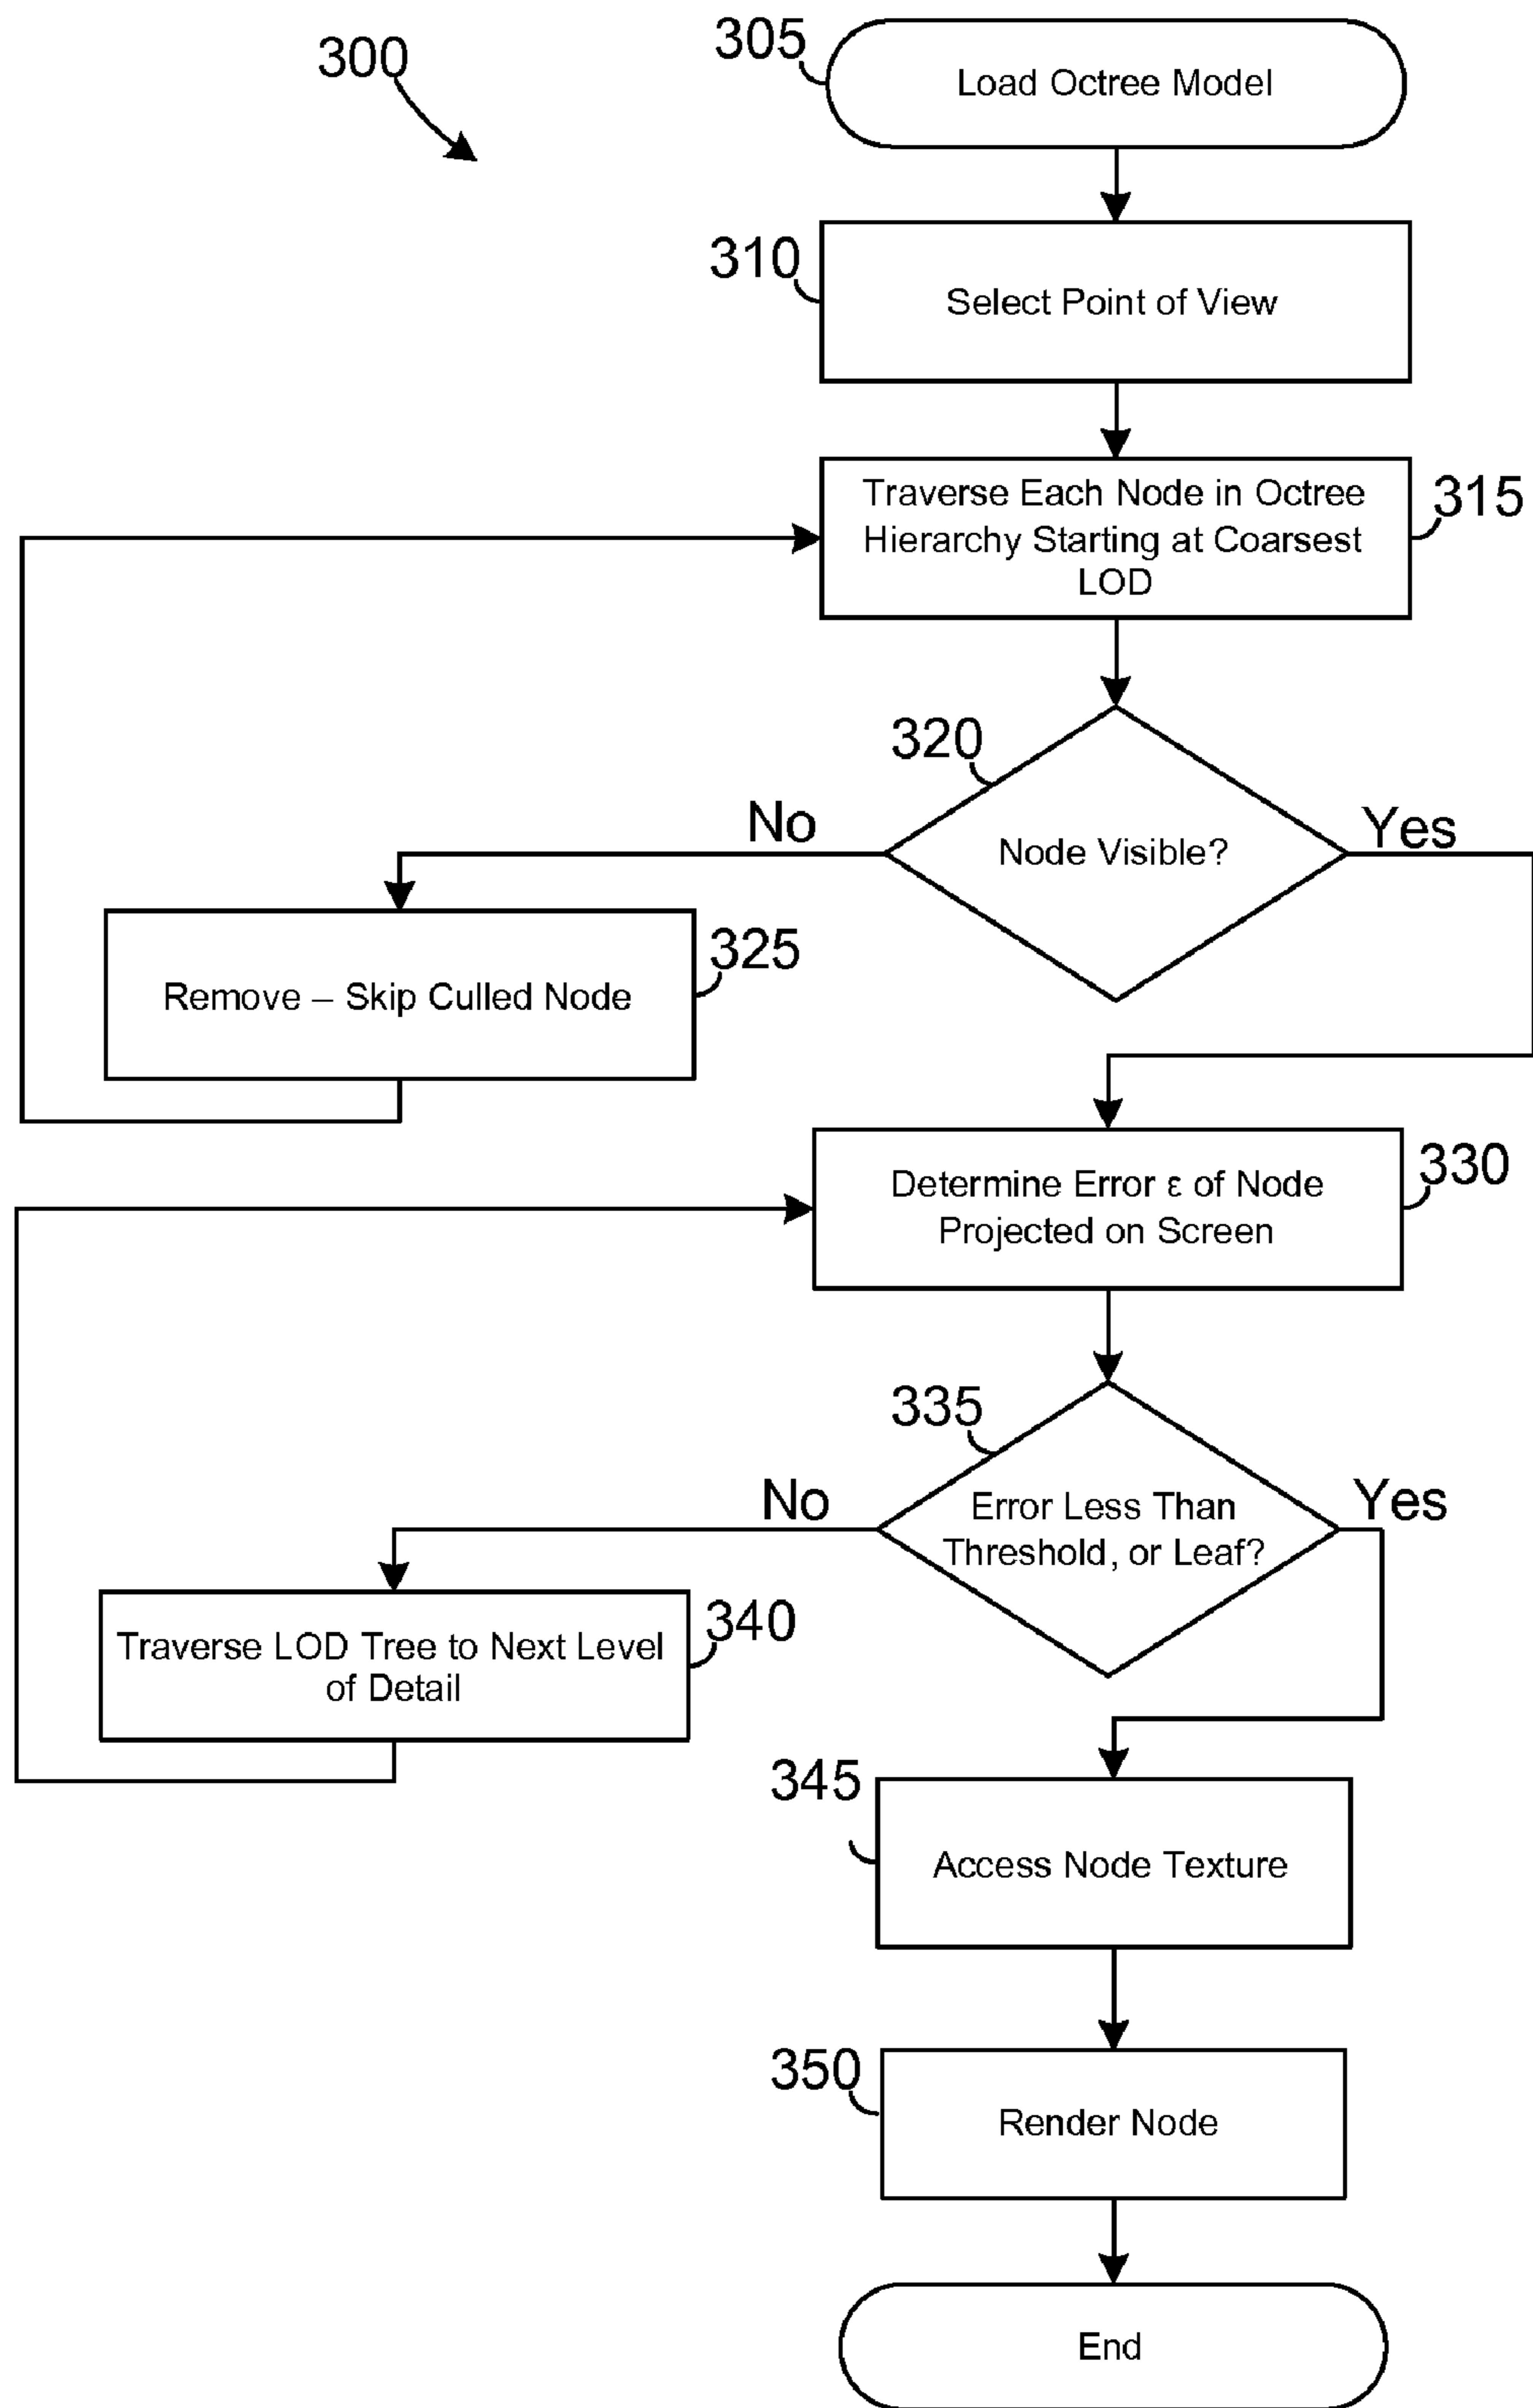 300
305
Load Octree Model
310
Select Point of View
Traverse Each Node in Octree
Hierarchy Starting at Coarsest
LOD
315
320
No
Node Visible?
Yes
Remove – Skip Culled Node
325
Determine Error ε of Node
Projected on Screen
330
335
No
Error Less Than
Threshold, or Leaf?
Yes
Traverse LOD Tree to Next Level
of Detail
340
345
Access Node Texture
350
Render Node
End